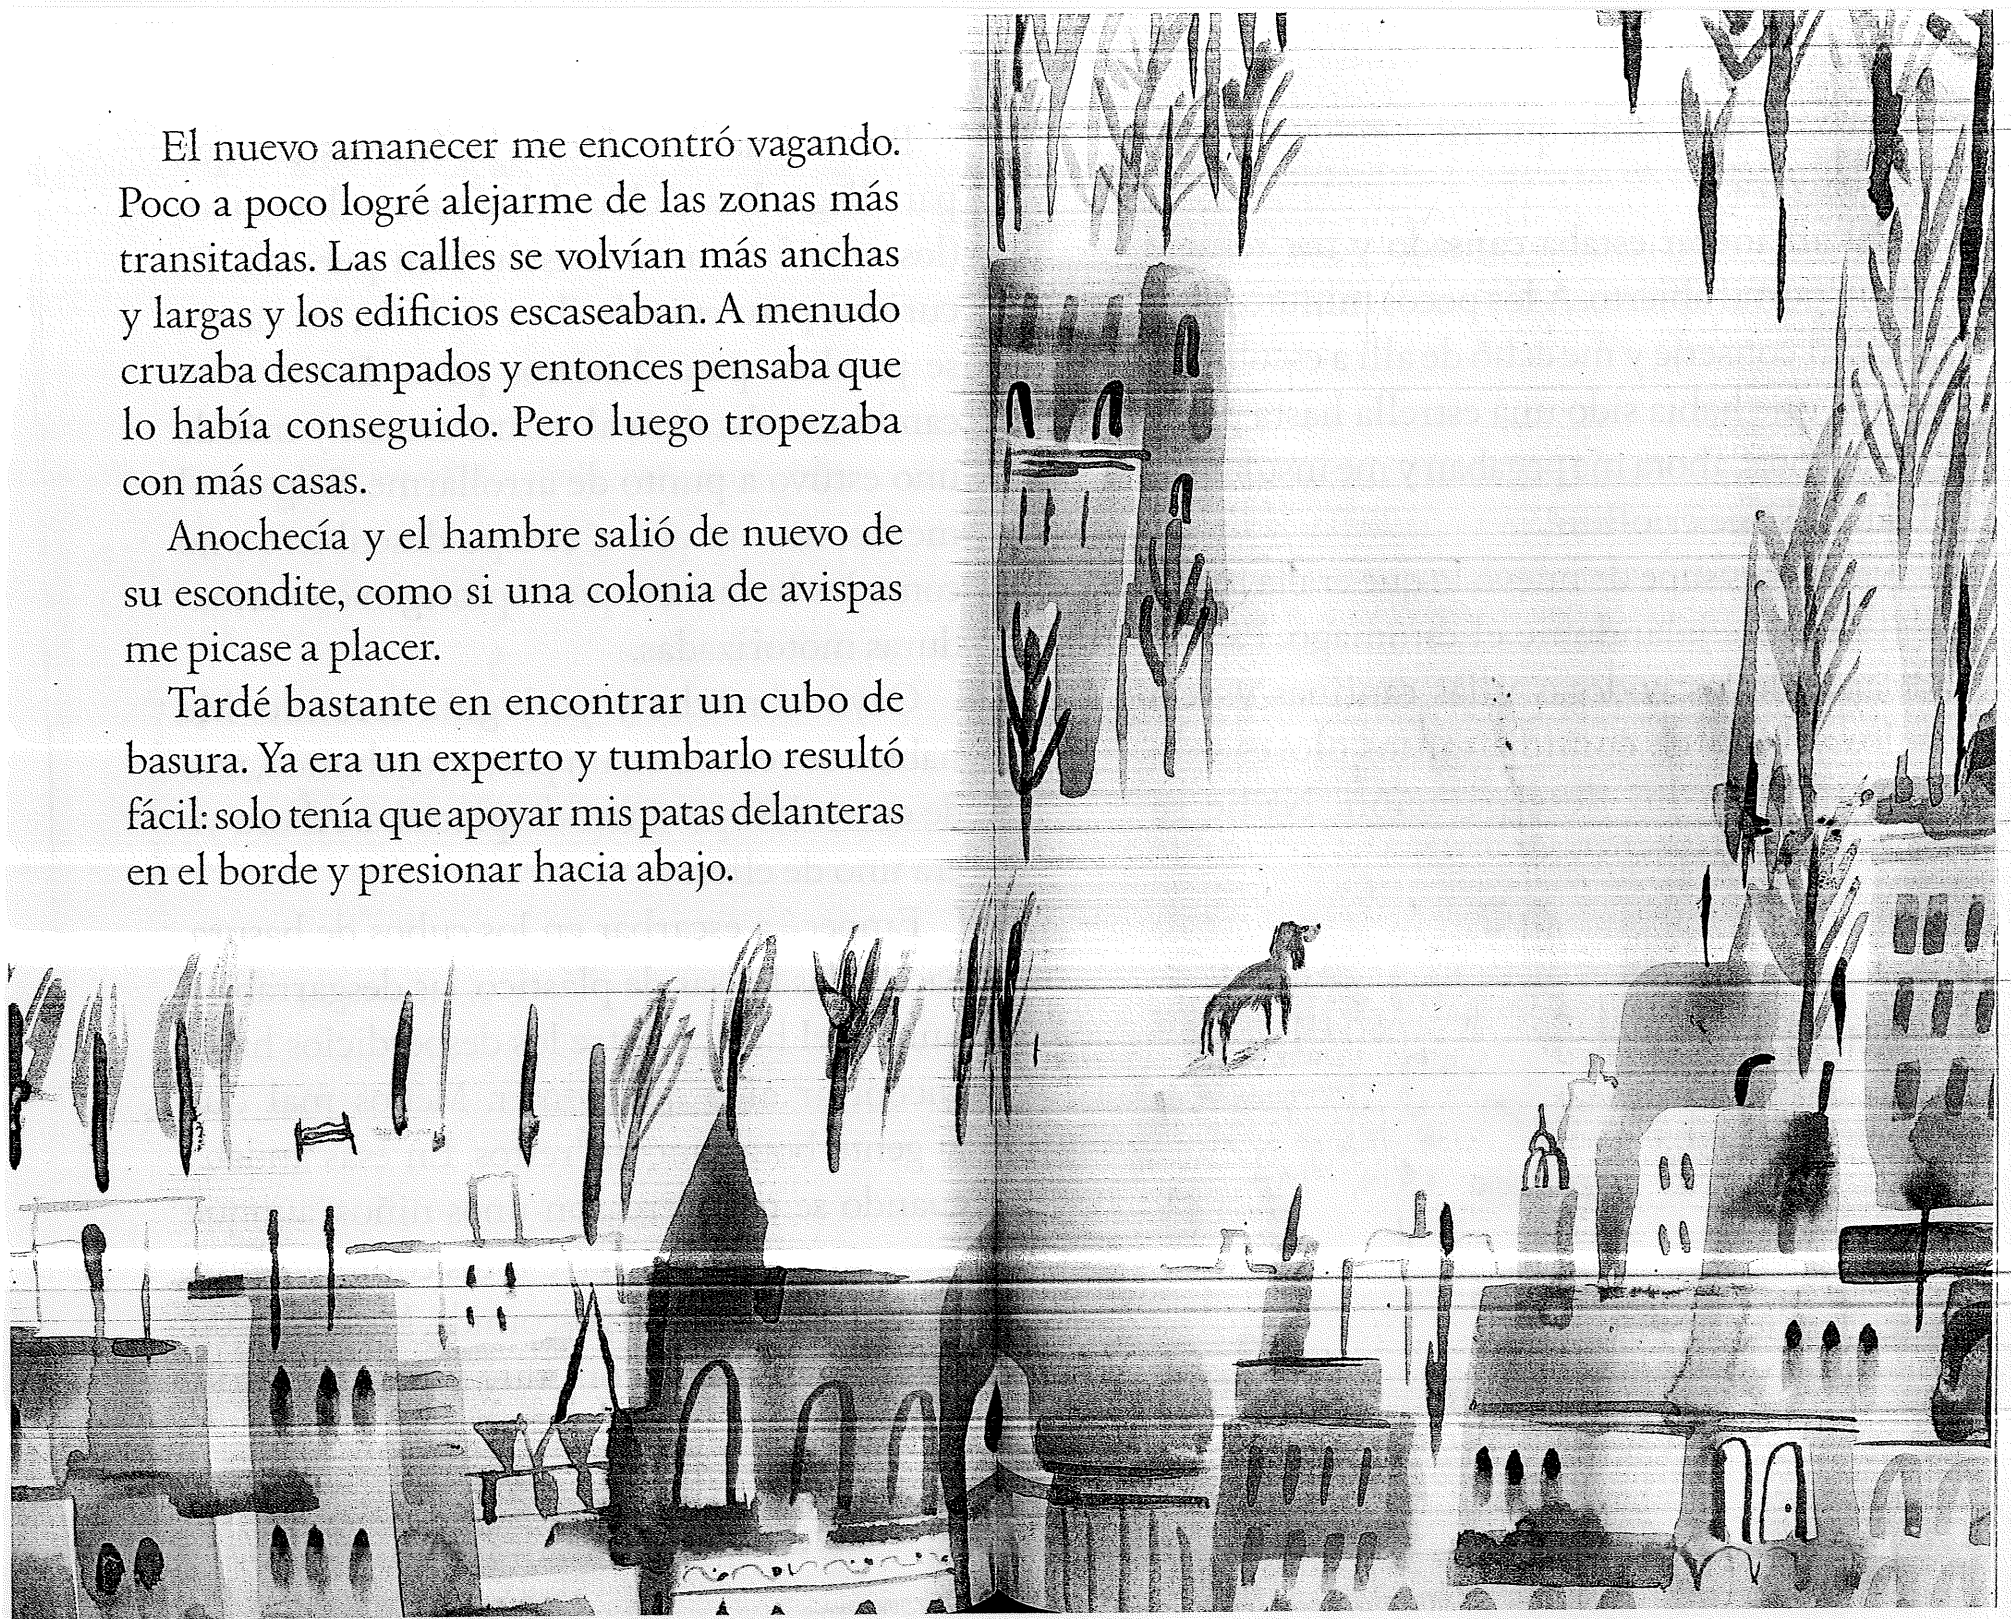 El nuevo amanecer me encontró vagando.
Poco a poco logré alejarme de las zonas más
transitadas. Las calles se volvían más anchas
y largas y los edificios escaseaban. A menudo
cruzaba descampados y entonces pensaba que
lo había conseguido. Pero luego tropezaba
con más casas.
Anochecía y el hambre salió de nuevo de
su escondite, como si una colonia de avispas
me picase a placer.
Tardé bastante en encontrar un cubo de
basura. Ya era un experto y tumbarlo resultó
fácil: solo tenía que apoyar mis patas delanteras
en el borde y presionar hacia abajo.